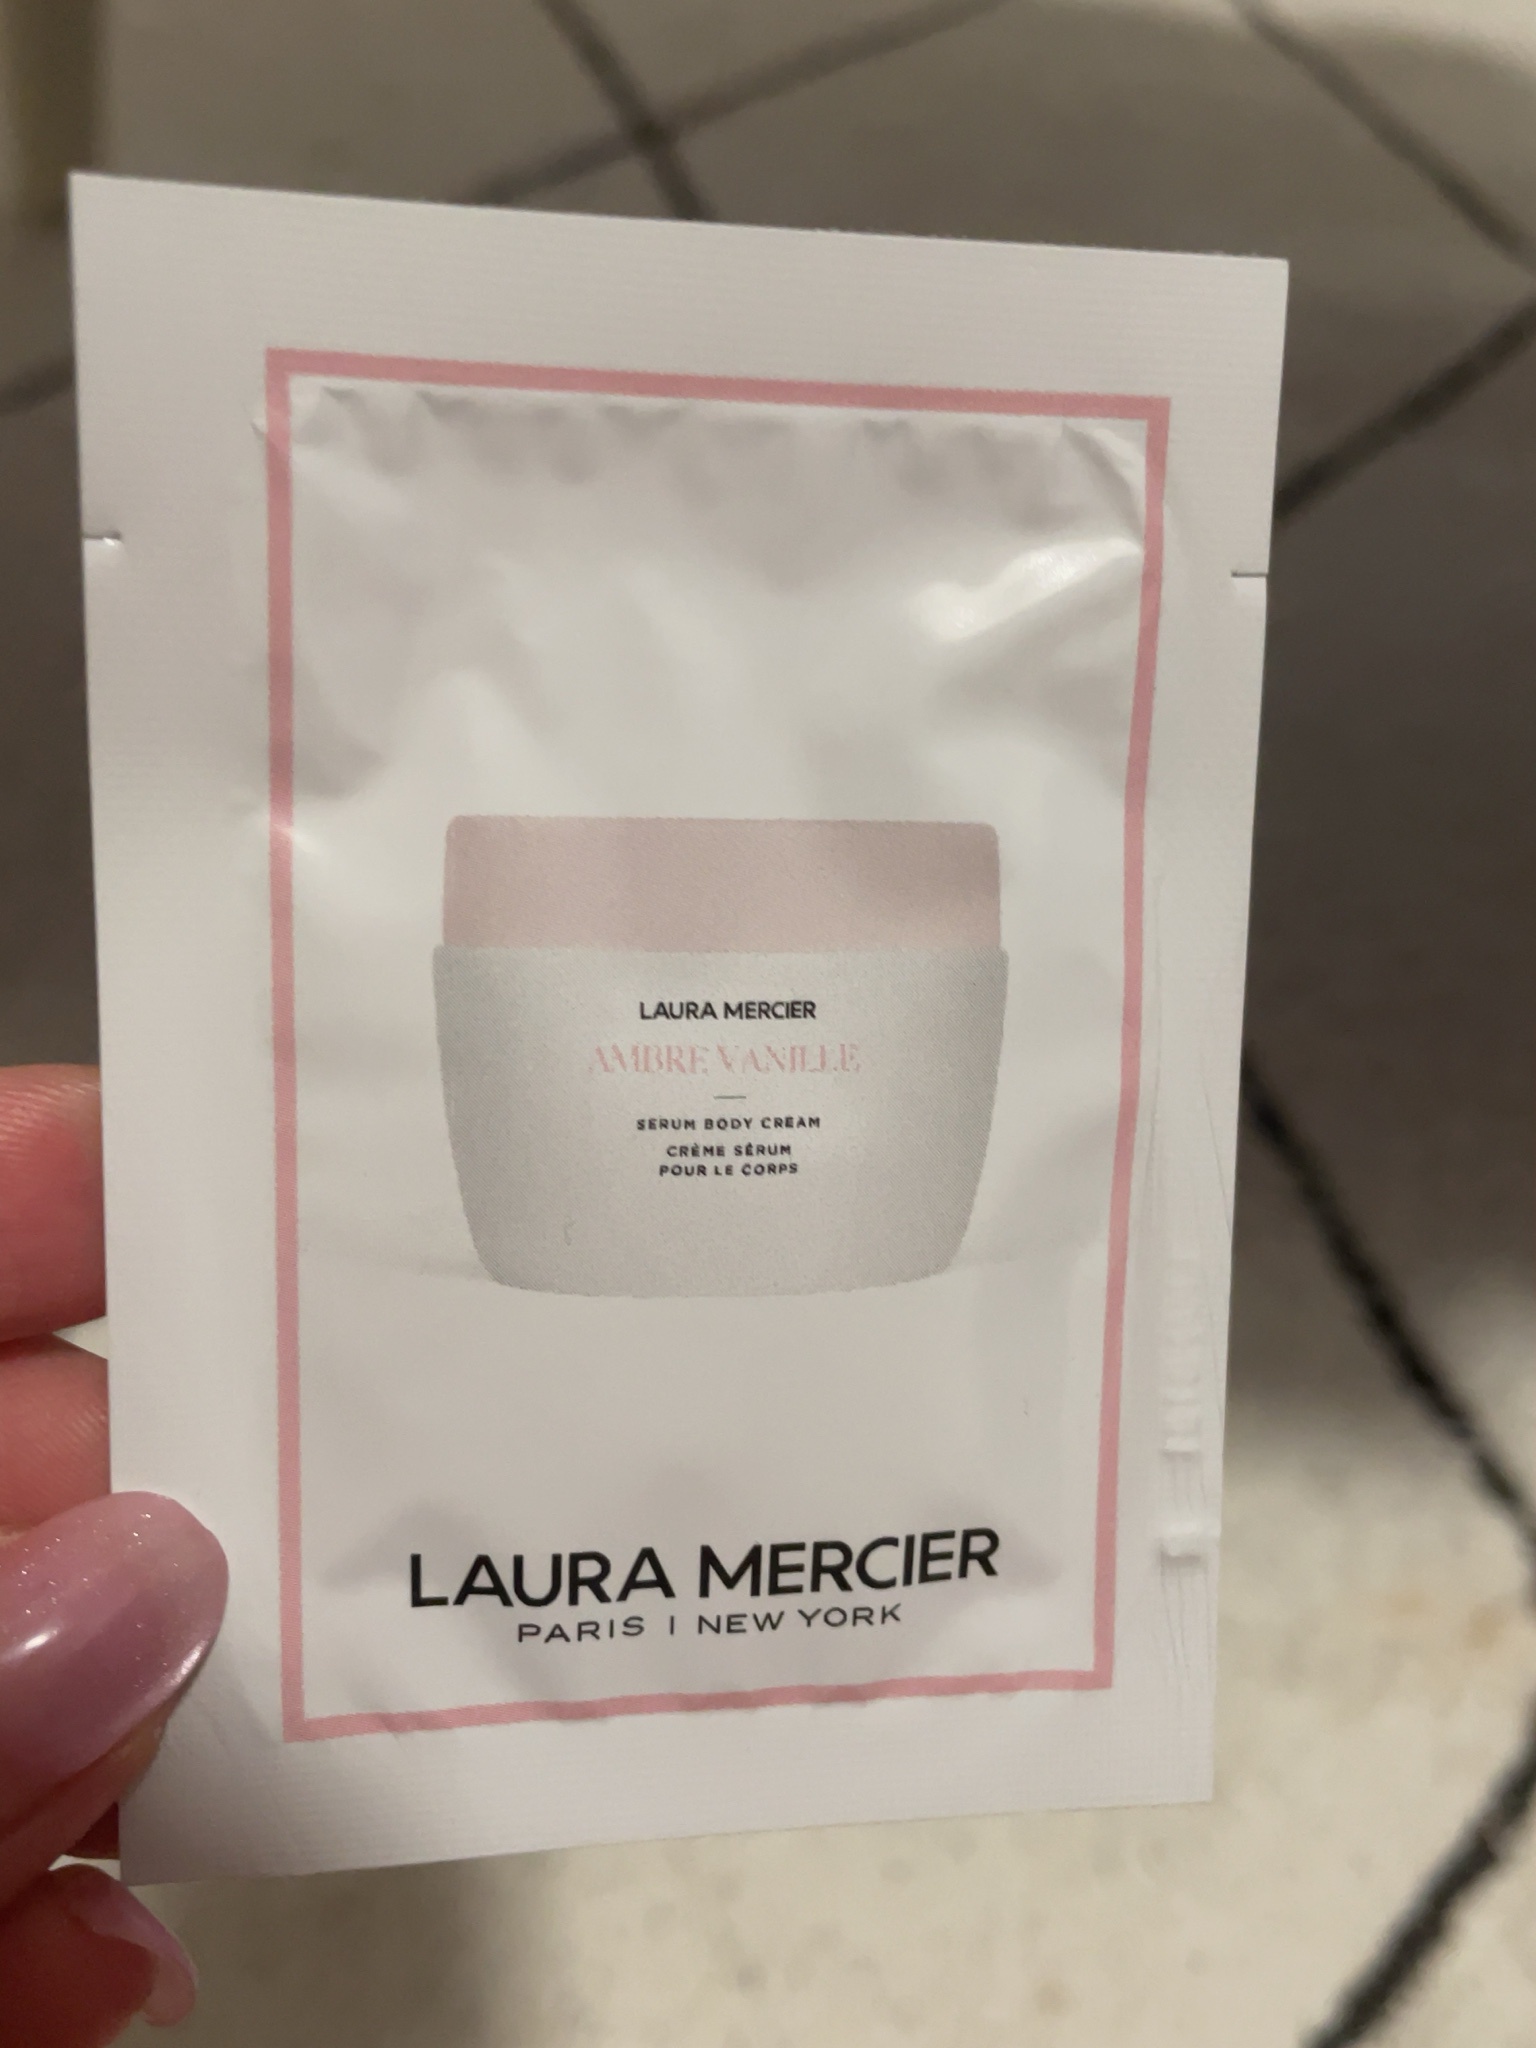 LAURA MERCIER
AMBRE VANILLE
SERUM BODY CREAM
CRÈME SÉRUM
POUR LE CORPS
LAURA MERCIER
PARIS | NEW YORK